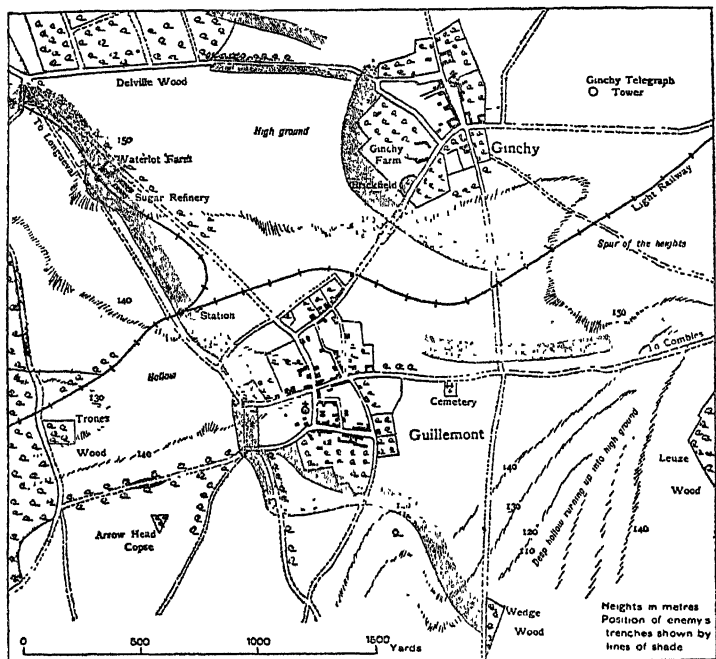 Delville Wood
High ground
Ginchy Telegraph
Tower
Ginchy
Farm
Ginchy
150
Waterlot Farm
To Longueval
Brickfield
Sugar Refinery
Light Railway
Spur of the heights
140
Station
150
To Combles
Hollow
130
Trones
Wood
140
Cemetery
Guillemont
Leuze
Wood
140
130
120
110
140
Deep hollow running up into high ground
Arrow Head
Copse
Wedge
Wood
Heights in metres
Position of enemy's
trenches shown by
lines of shade
0 500 1000 1500
Yards